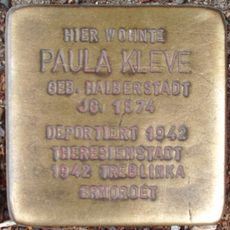 HIER WOHNTE
PAULA KLEVE
GEB. HALBERSTADT
JG. 1874
DEPORTIERT 1942
THERESIENSTADT
1942 TREBLINKA
ERMORDET